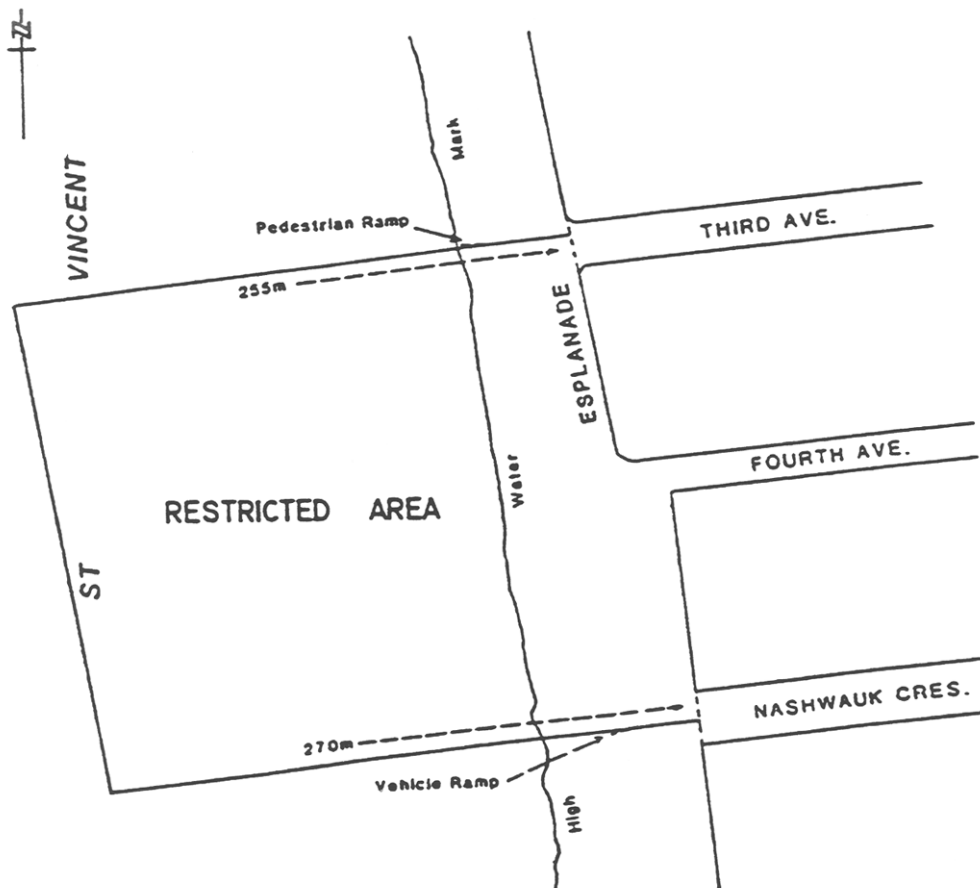 VINCENT
ST
Pedestrian Ramp
255m
Mark
Water
High
THIRD AVE.
ESPLANADE
FOURTH AVE.
RESTRICTED AREA
NASHWAUK CRES.
270m
Vehicle Ramp